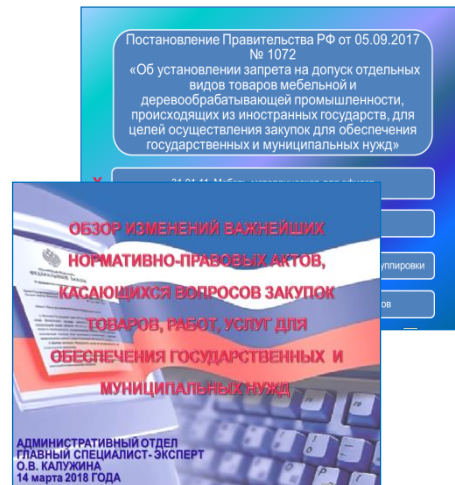 Постановление Правительства РФ от 05.09.2017
№ 1072
«Об установлении запрета на допуск отдельных
видов товаров мебельной и
деревообрабатывающей промышленности,
происходящих из иностранных государств, для
целей осуществления закупок для обеспечения
государственных и муниципальных нужд»
уппировки
ов
ОБЗОР ИЗМЕНЕНИЙ ВАЖНЕЙШИХ
НОРМАТИВНО-ПРАВОВЫХ АКТОВ,
КАСАЮЩИХСЯ ВОПРОСОВ ЗАКУПОК
ТОВАРОВ, РАБОТ, УСЛУГ ДЛЯ
ОБЕСПЕЧЕНИЯ ГОСУДАРСТВЕННЫХ И
МУНИЦИПАЛЬНЫХ НУЖД
АДМИНИСТРАТИВНЫЙ ОТДЕЛ
ГЛАВНЫЙ СПЕЦИАЛИСТ- ЭКСПЕРТ
О.В. КАЛУЖИНА
14 марта 2018 ГОДА